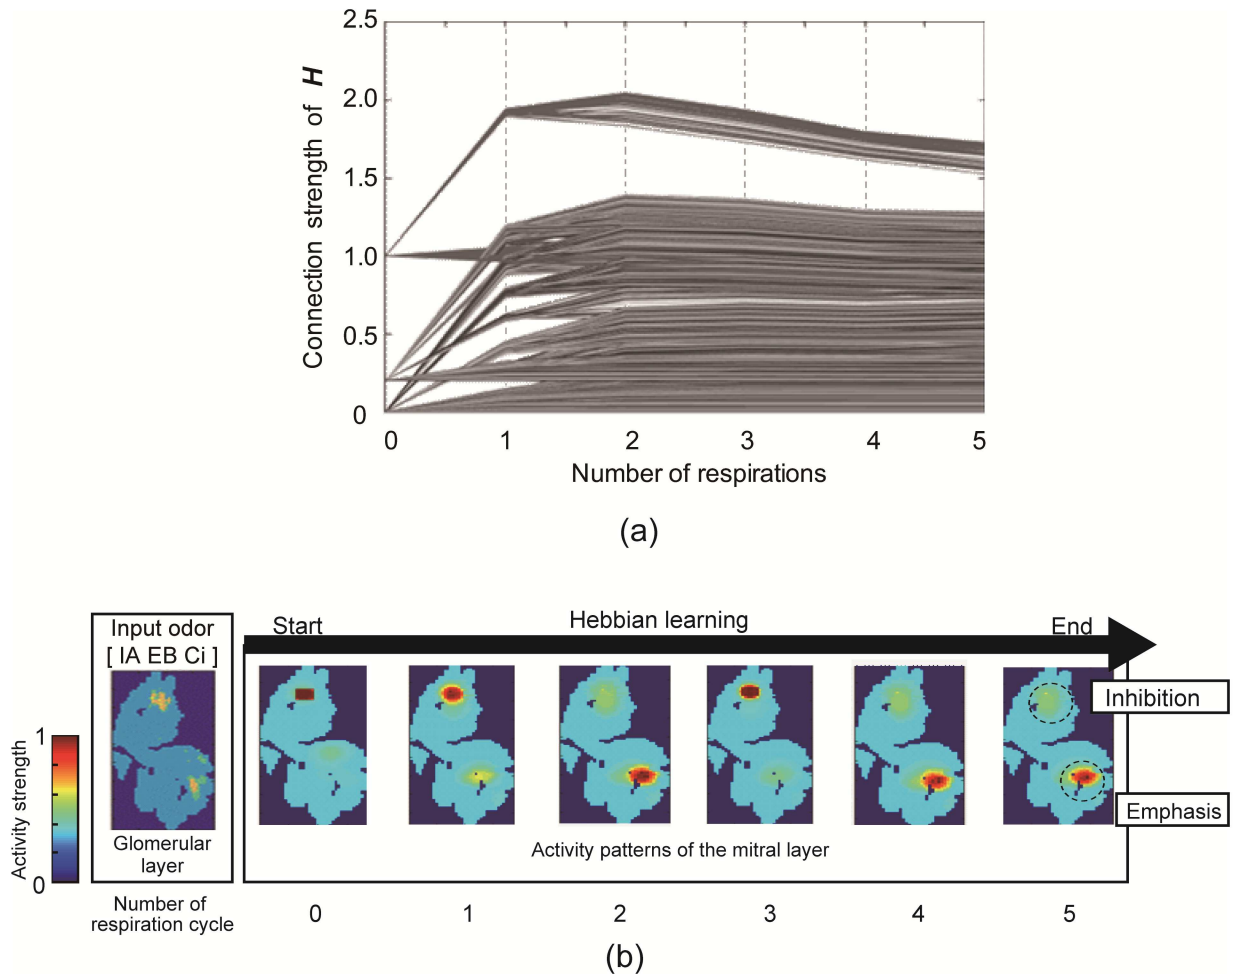 2.5
2.0
1.5
1.0
0.5
0
Connection strength of H
0 1 2 3 4 5
Number of respirations
(a)
Input odor
[ IA EB Ci ]
Start
Hebbian learning
End
Inhibition
Emphasis
1
0
Activity strength
Glomerular
layer
Activity patterns of the mitral layer
Number of
respiration cycle
0 1 2 3 4 5
(b)